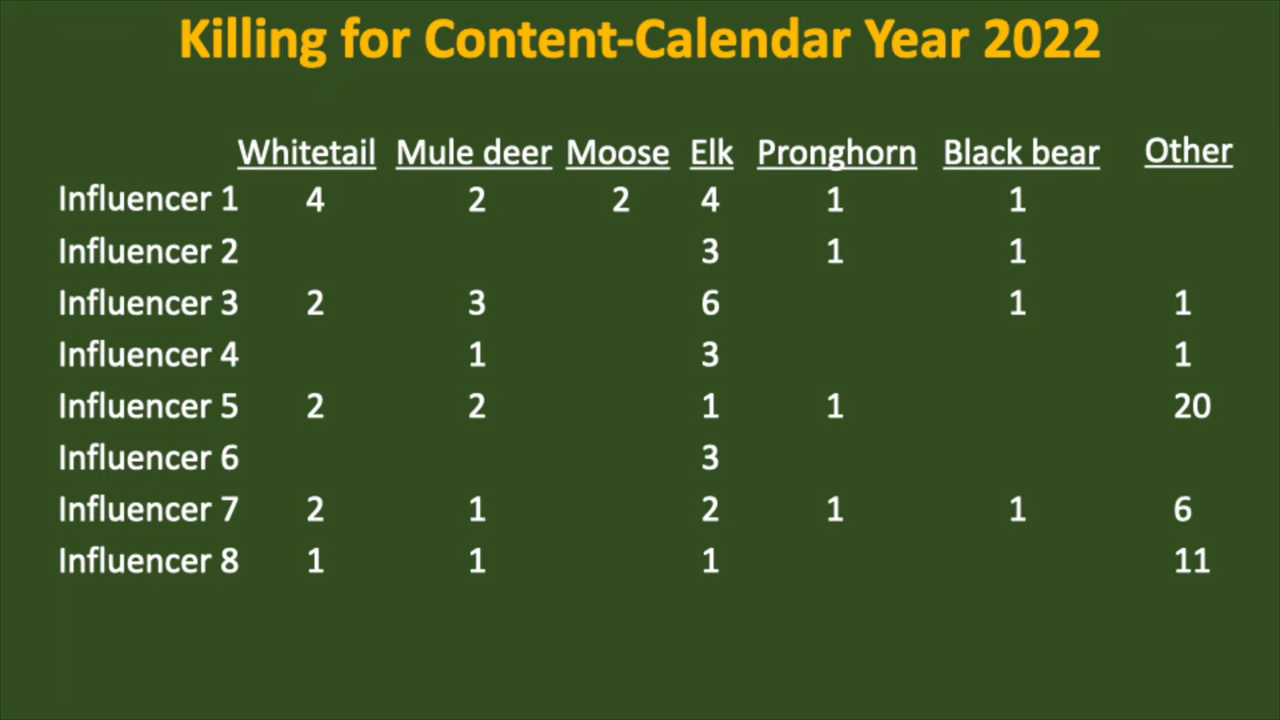 Killing for Content-Calendar Year 2022
Whitetail Mule deer Moose Elk Pronghorn Black bear Other
Influencer 1 4 2 2 4 1 1
Influencer 2 3 1 1
Influencer 3 2 3 6 1 1
Influencer 4 1 3 1
Influencer 5 2 2 1 1 20
Influencer 6 3
Influencer 7 2 1 2 1 1 6
Influencer 8 1 1 1 11